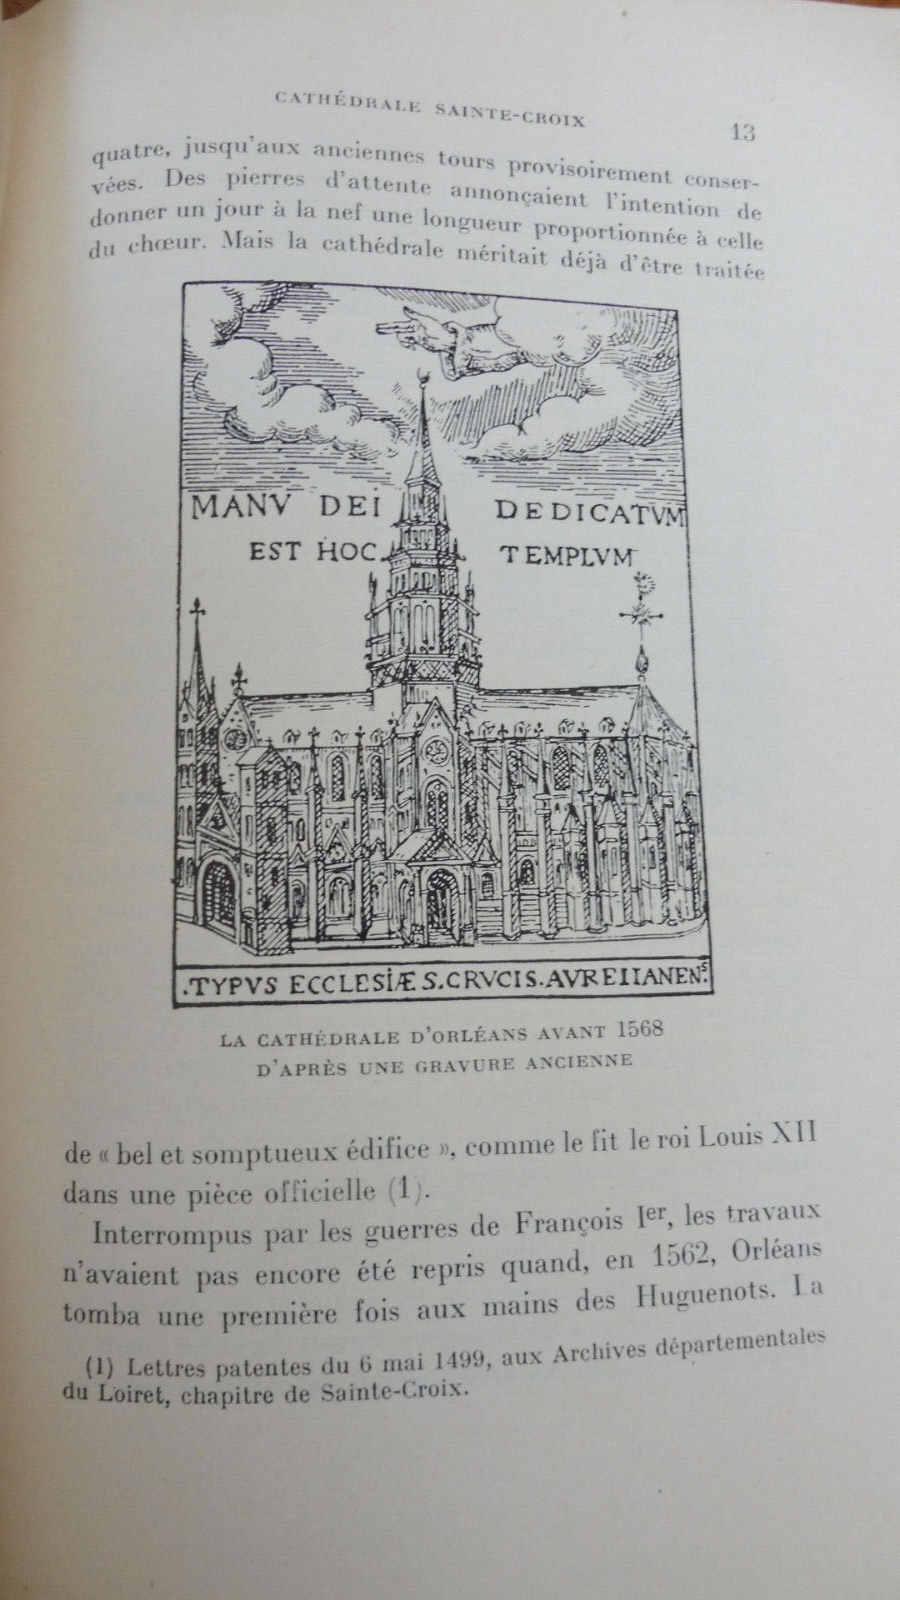 CATHÉDRALE SAINTE-CROIX
13
quatre, jusqu'aux anciennes tours provisoirement conser-
vées. Des pierres d'attente annonçaient l'intention de
donner un jour à la nef une longueur proportionnée à celle
du chœur. Mais la cathédrale méritait déjà d'être traitée
MANV DEI DEDICATVM
EST HOC TEMPLVM
.TYPVS ECCLESIÆ S.CRVCIS.AVREIIANEN.S
LA CATHÉDRALE D'ORLÉANS AVANT 1568
D'APRÈS UNE GRAVURE ANCIENNE
de « bel et somptueux édifice », comme le fit le roi Louis XII
dans une pièce officielle (1).
Interrompus par les guerres de François Ier, les travaux
n'avaient pas encore été repris quand, en 1562, Orléans
tomba une première fois aux mains des Huguenots. La
(1) Lettres patentes du 6 mai 1499, aux Archives départementales
du Loiret, chapitre de Sainte-Croix.